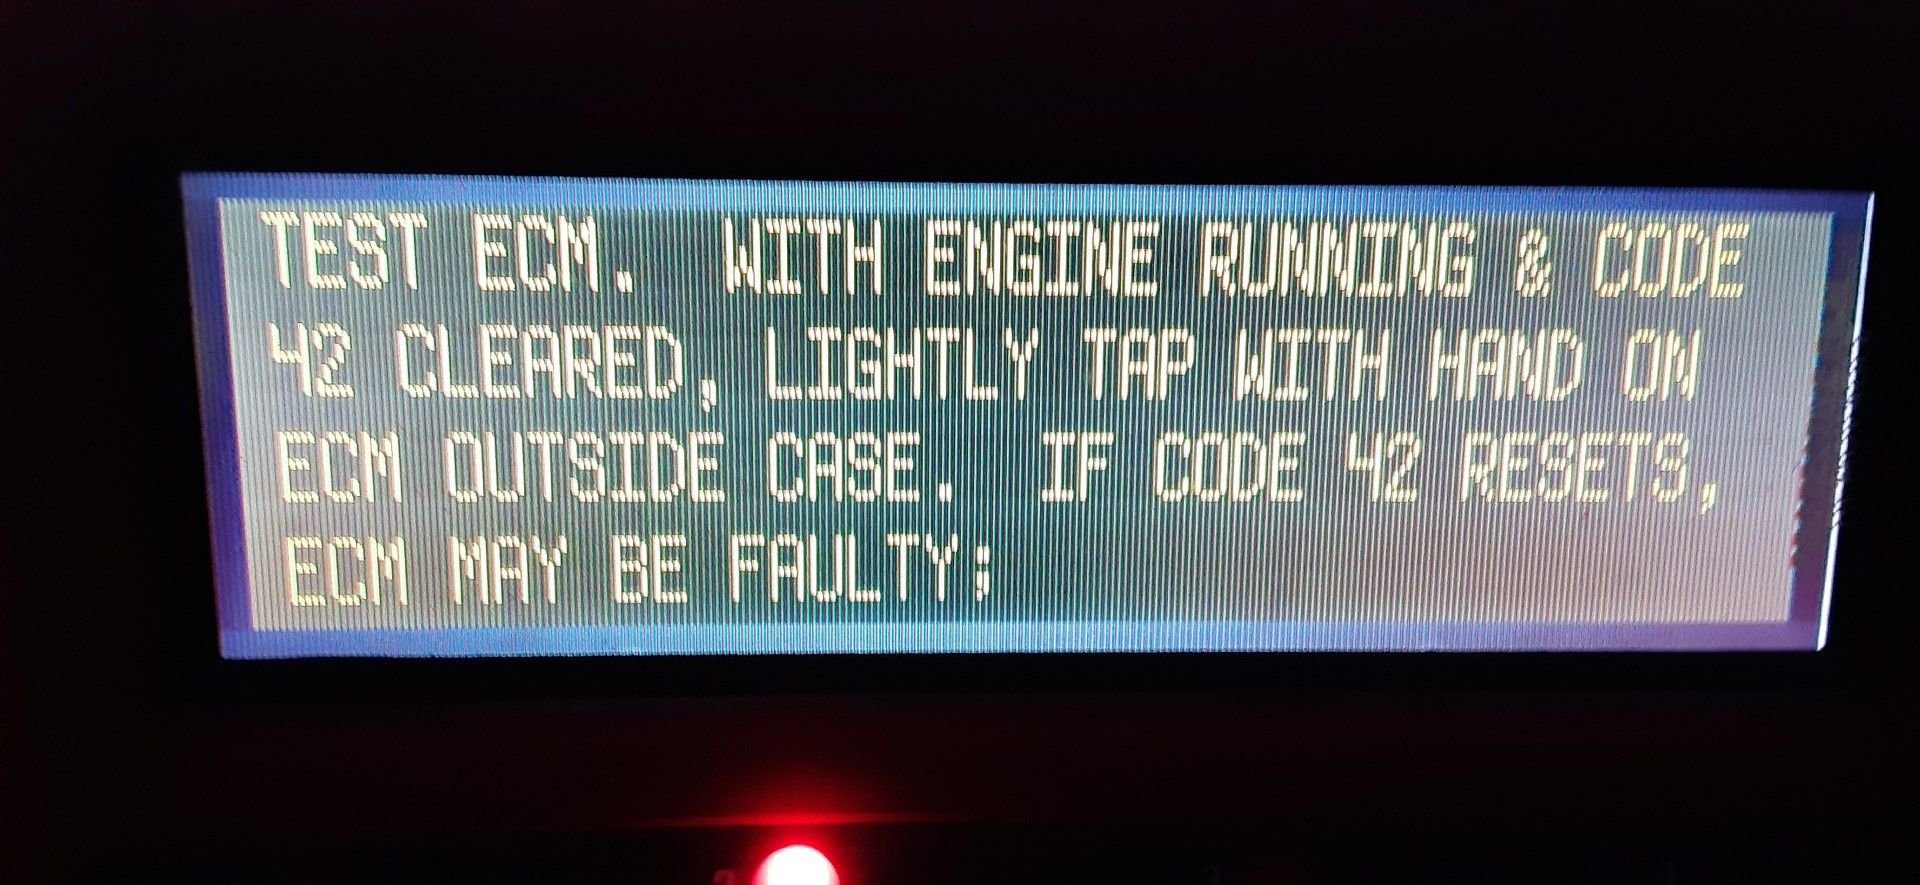 TEST ECM.  WITH ENGINE RUNNING & CODE
42 CLEARED, LIGHTLY TAP WITH HAND ON
ECM OUTSIDE CASE.  IF CODE 42 RESETS,
ECM MAY BE FAULTY;